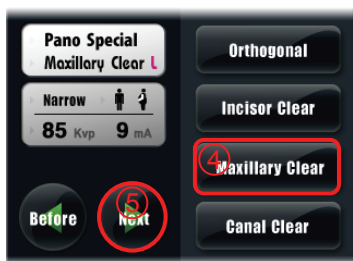 Pano Special
Maxillary Clear L
Narrow
85 Kvp 9 mA
Before
⑤
Next
Orthogonal
Incisor Clear
④
Maxillary Clear
Canal Clear